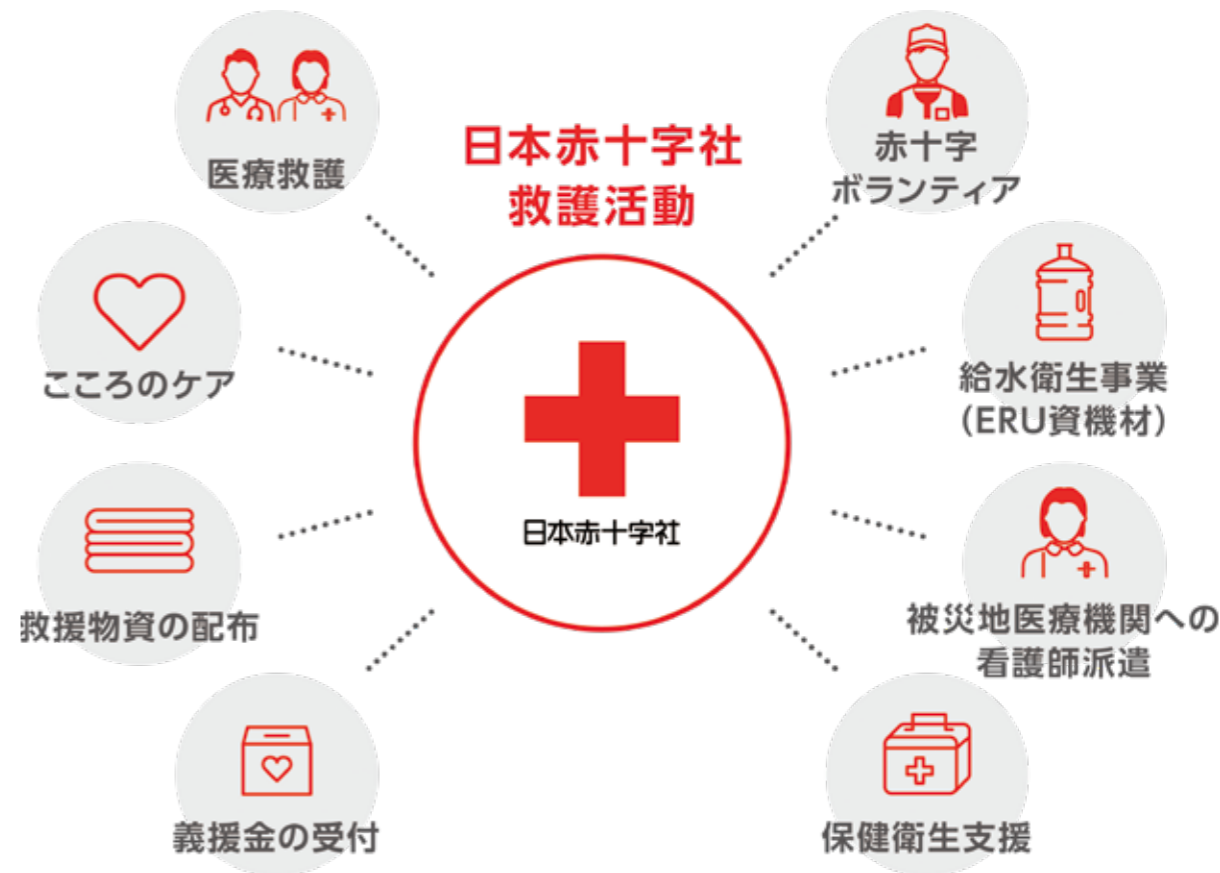 日本赤十字社
救護活動
医療救護
赤十字
ボランティア
こころのケア
給水衛生事業
(ERU資機材)
日本赤十字社
救援物資の配布
被災地医療機関への
看護師派遣
義援金の受付
保健衛生支援